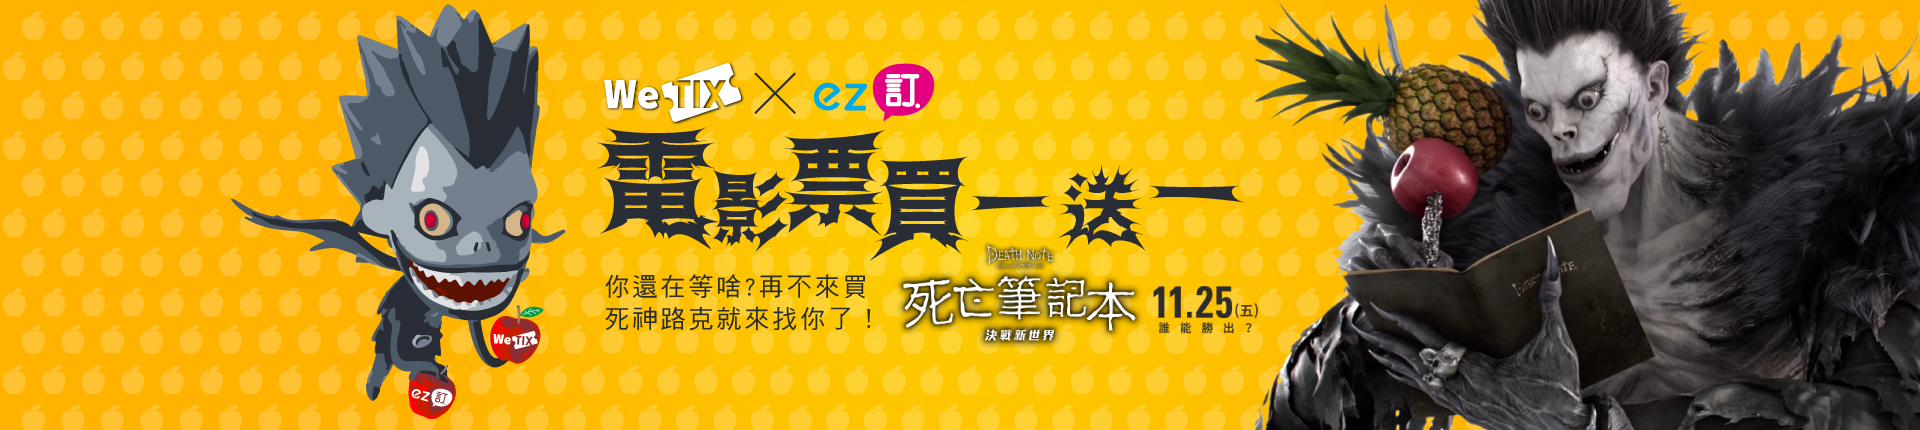 WeTIX × ez訂
電影票買一送一
你還在等啥?再不來買
死神路克就來找你了！
DEATH NOTE
死亡筆記本
決戰新世界
11.25(五)
誰能勝出？
WeTIX
ez訂
DEATH NOTE